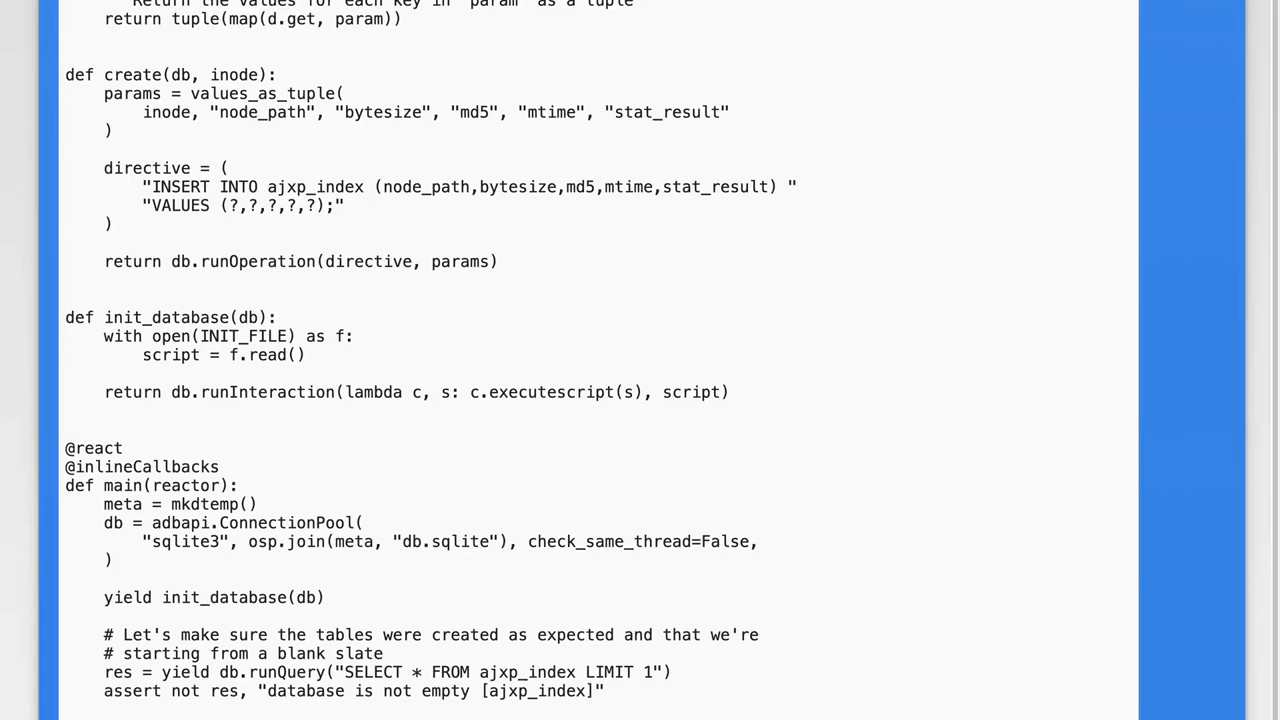 "Return the values for each key in `param` as a tuple"
    return tuple(map(d.get, param))
def create(db, inode):
    params = values_as_tuple(
        inode, "node_path", "bytesize", "md5", "mtime", "stat_result"
    )
    directive = (
        "INSERT INTO ajxp_index (node_path,bytesize,md5,mtime,stat_result) "
        "VALUES (?,?,?,?,?);"
    )
    return db.runOperation(directive, params)
def init_database(db):
    with open(INIT_FILE) as f:
        script = f.read()
    return db.runInteraction(lambda c, s: c.executescript(s), script)
@react
@inlineCallbacks
def main(reactor):
    meta = mkdtemp()
    db = adbapi.ConnectionPool(
        "sqlite3", osp.join(meta, "db.sqlite"), check_same_thread=False,
    )
    yield init_database(db)
    # Let's make sure the tables were created as expected and that we're
    # starting from a blank slate
    res = yield db.runQuery("SELECT * FROM ajxp_index LIMIT 1")
    assert not res, "database is not empty [ajxp_index]"